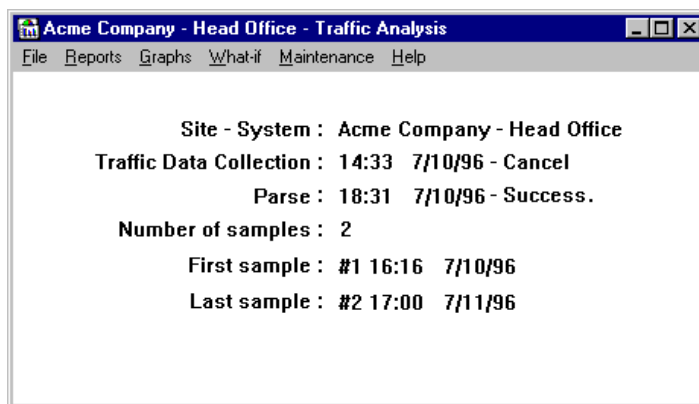 Acme Company - Head Office - Traffic Analysis
File Reports Graphs What-if Maintenance Help
Site - System : Acme Company - Head Office
Traffic Data Collection : 14:33 7/10/96 - Cancel
Parse : 18:31 7/10/96 - Success.
Number of samples : 2
First sample : #1 16:16 7/10/96
Last sample : #2 17:00 7/11/96